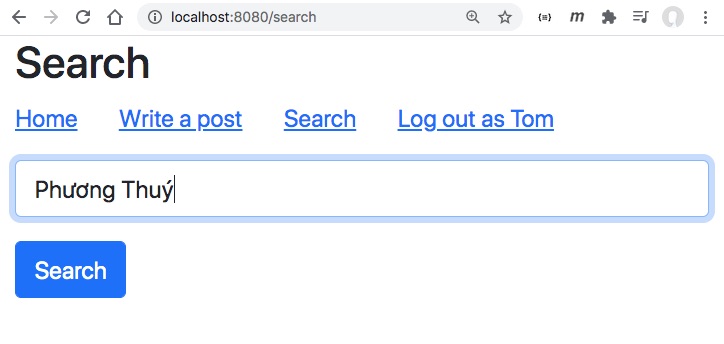 localhost:8080/search
Search
Home Write a post Search Log out as Tom
Phương Thuý
Search